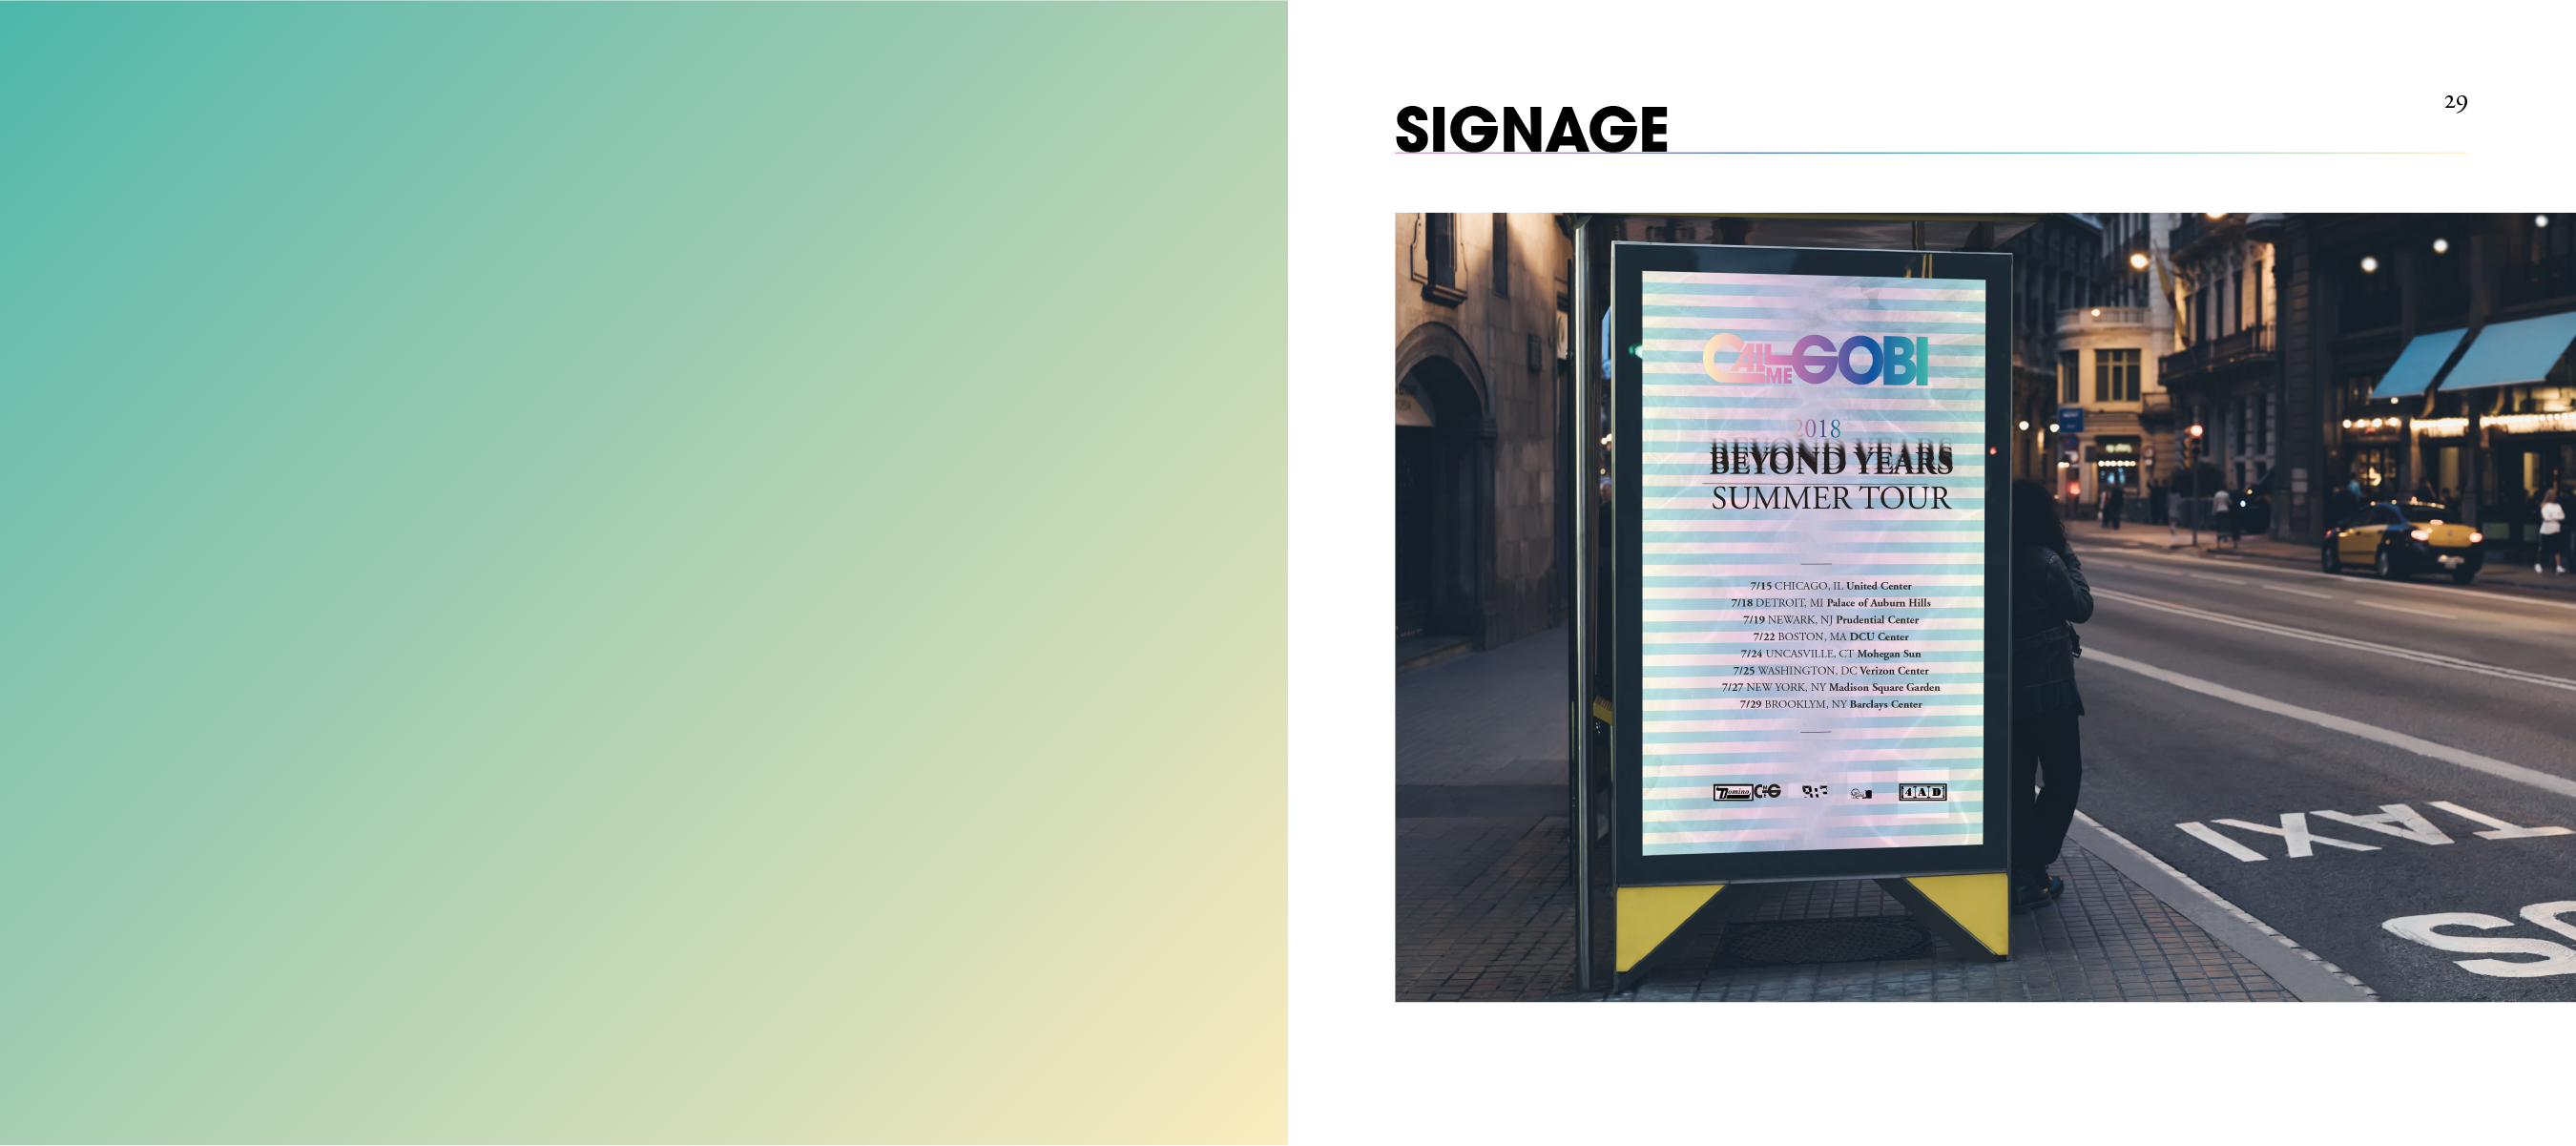 SIGNAGE
29
CALL ME GOBI
2018
BEYOND YEARS
SUMMER TOUR
7/15 CHICAGO, IL United Center
7/18 DETROIT, MI Palace of Auburn Hills
7/19 NEWARK, NJ Prudential Center
7/22 BOSTON, MA DCU Center
7/24 UNCASVILLE, CT Mohegan Sun
7/25 WASHINGTON, DC Verizon Center
7/27 NEW YORK, NY Madison Square Garden
7/29 BROOKLYM, NY Barclays Center
Domino CMG 4AD
TAXI